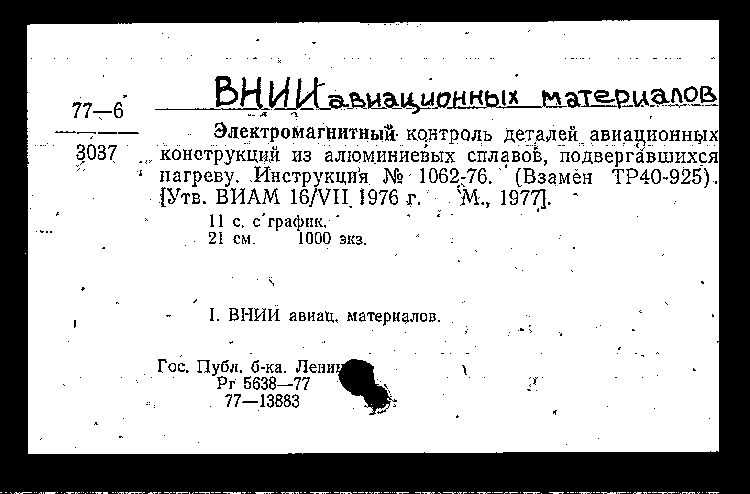 ВНИИ авиационных материалов
77—6
3037
Электромагнитный контроль деталей авиационных
конструкций из алюминиевых сплавов, подвергавшихся
нагреву. Инструкция № 1062-76. (Взамен ТР40-925).
[Утв. ВИАМ 16/VII 1976 г. М., 1977].
11 с. с график.
21 см. 1000 экз.
I. ВНИИ авиац. материалов.
Гос. Публ. б-ка. Ленин
Рг 5638—77
77—13883